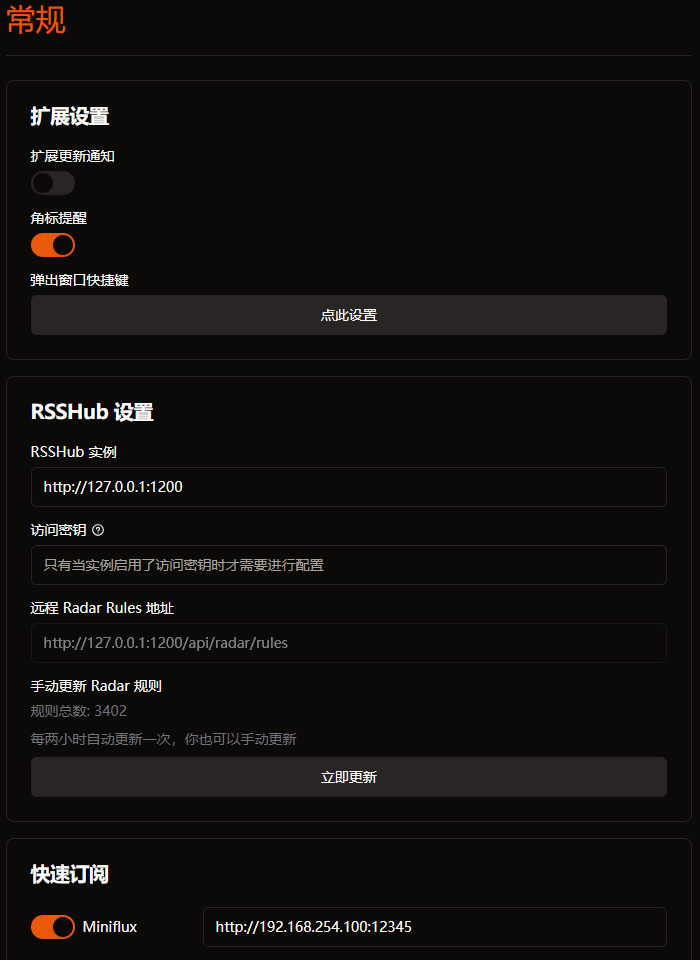 常规
扩展设置
扩展更新通知
角标提醒
弹出窗口快捷键
点此设置
RSSHub 设置
RSSHub 实例
http://127.0.0.1:1200
访问密钥
只有当实例启用了访问密钥时才需要进行配置
远程 Radar Rules 地址
http://127.0.0.1:1200/api/radar/rules
手动更新 Radar 规则
规则总数: 3402
每两小时自动更新一次，你也可以手动更新
立即更新
快速订阅
Miniflux http://192.168.254.100:12345